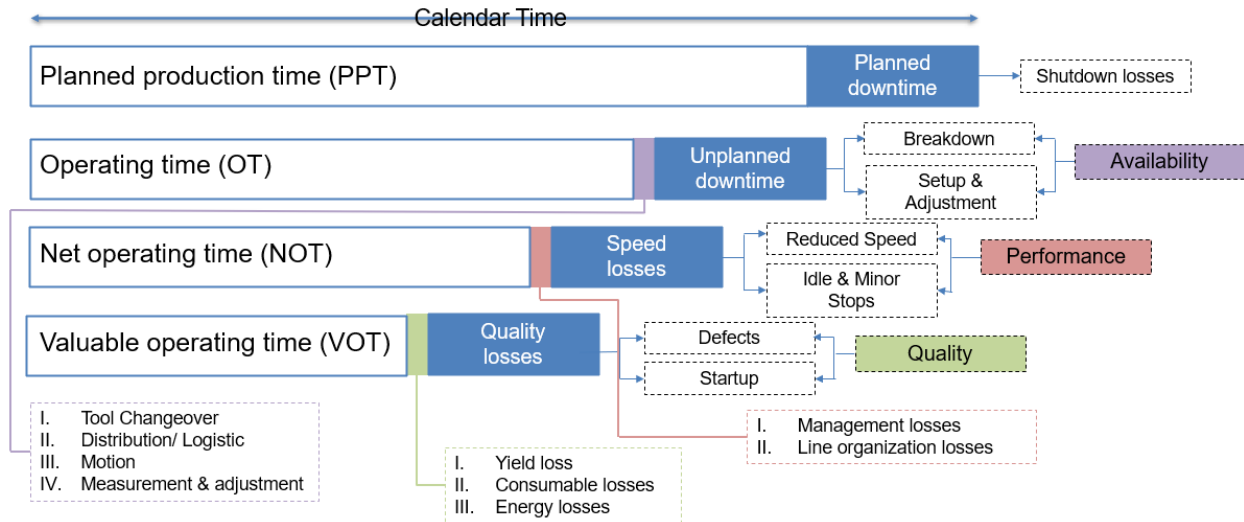 Calendar Time
Planned production time (PPT)
Planned
downtime
Shutdown losses
Operating time (OT)
Unplanned
downtime
Breakdown
Setup &
Adjustment
Availability
Net operating time (NOT)
Speed
losses
Reduced Speed
Idle & Minor
Stops
Performance
Valuable operating time (VOT)
Quality
losses
Defects
Startup
Quality
I. Tool Changeover
II. Distribution/ Logistic
III. Motion
IV. Measurement & adjustment
I. Yield loss
II. Consumable losses
III. Energy losses
I. Management losses
II. Line organization losses